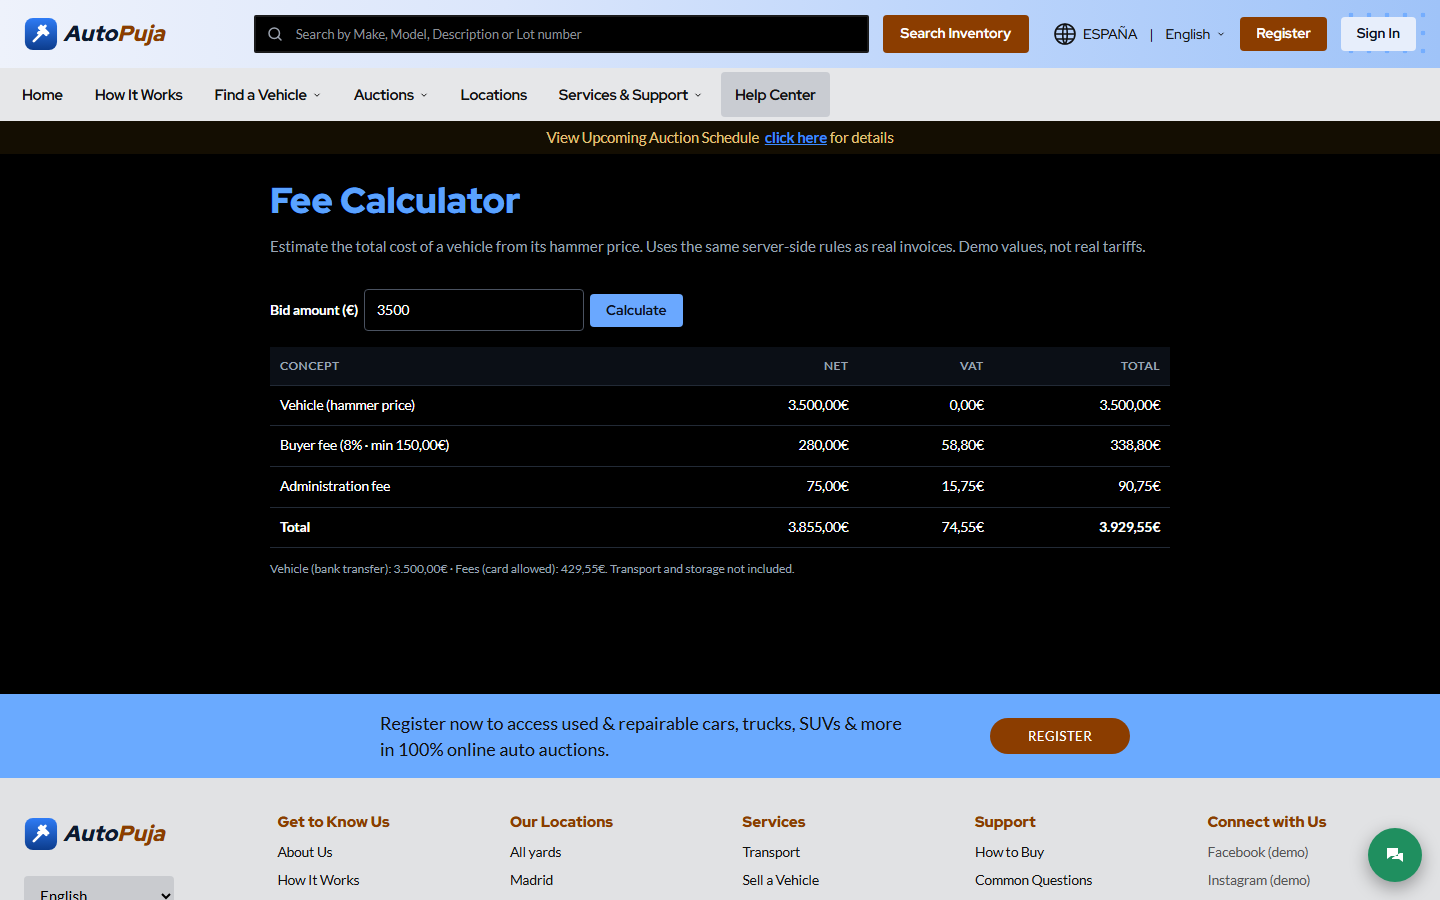 AutoPuja
Search by Make, Model, Description or Lot number
Search Inventory
ESPAÑA | English
Register
Sign In
Home
How It Works
Find a Vehicle
Auctions
Locations
Services & Support
Help Center
View Upcoming Auction Schedule click here for details
Fee Calculator
Estimate the total cost of a vehicle from its hammer price. Uses the same server-side rules as real invoices. Demo values, not real tariffs.
Bid amount (€) 3500 Calculate
CONCEPT NET VAT TOTAL
Vehicle (hammer price) 3.500,00€ 0,00€ 3.500,00€
Buyer fee (8% · min 150,00€) 280,00€ 58,80€ 338,80€
Administration fee 75,00€ 15,75€ 90,75€
Total 3.855,00€ 74,55€ 3.929,55€
Vehicle (bank transfer): 3.500,00€ · Fees (card allowed): 429,55€. Transport and storage not included.
Register now to access used & repairable cars, trucks, SUVs & more
in 100% online auto auctions.
REGISTER
AutoPuja
English
Get to Know Us
About Us
How It Works
Our Locations
All yards
Madrid
Services
Transport
Sell a Vehicle
Support
How to Buy
Common Questions
Connect with Us
Facebook (demo)
Instagram (demo)